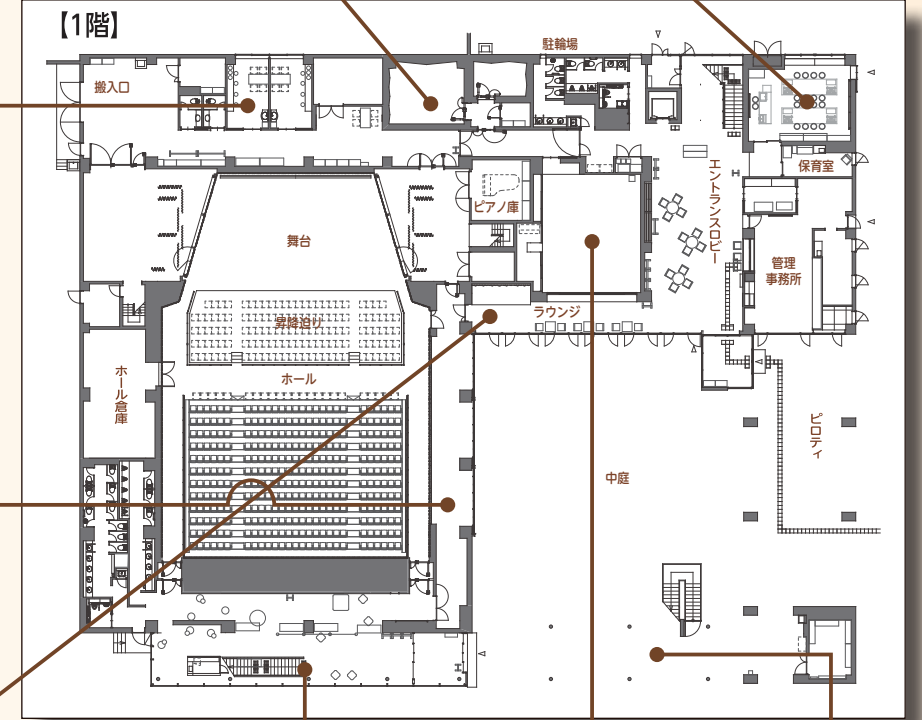 【1階】
駐輪場
搬入口
保育室
エントランスロビー
ピアノ庫
舞台
管理
事務所
昇降迫り
ラウンジ
ホール
ホール倉庫
ピロティ
中庭